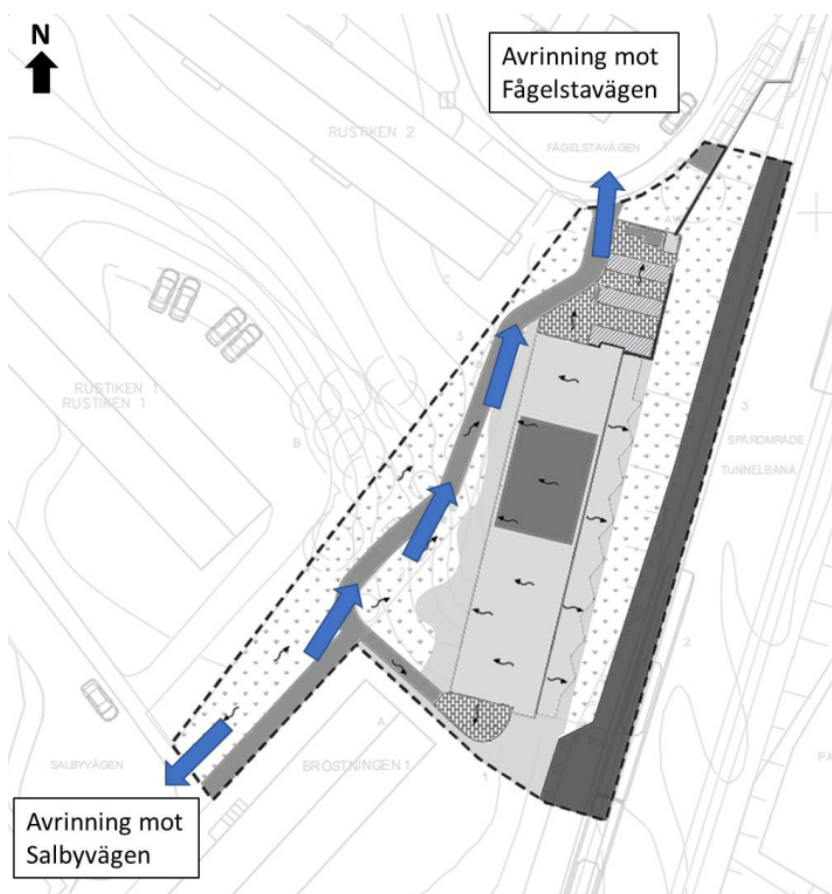 N
Avrinning mot
Fågelstavägen
RUSTIKEN 2
FÅGELSTAVÄGEN
C
3
RUSTIKEN 1
RUSTIKEN 1
B
3
SPÅROMRÅDE
TUNNELBANA
2
2
A
SALBYVÄGEN
BRÖSTNINGEN 1
1
Avrinning mot
Salbyvägen